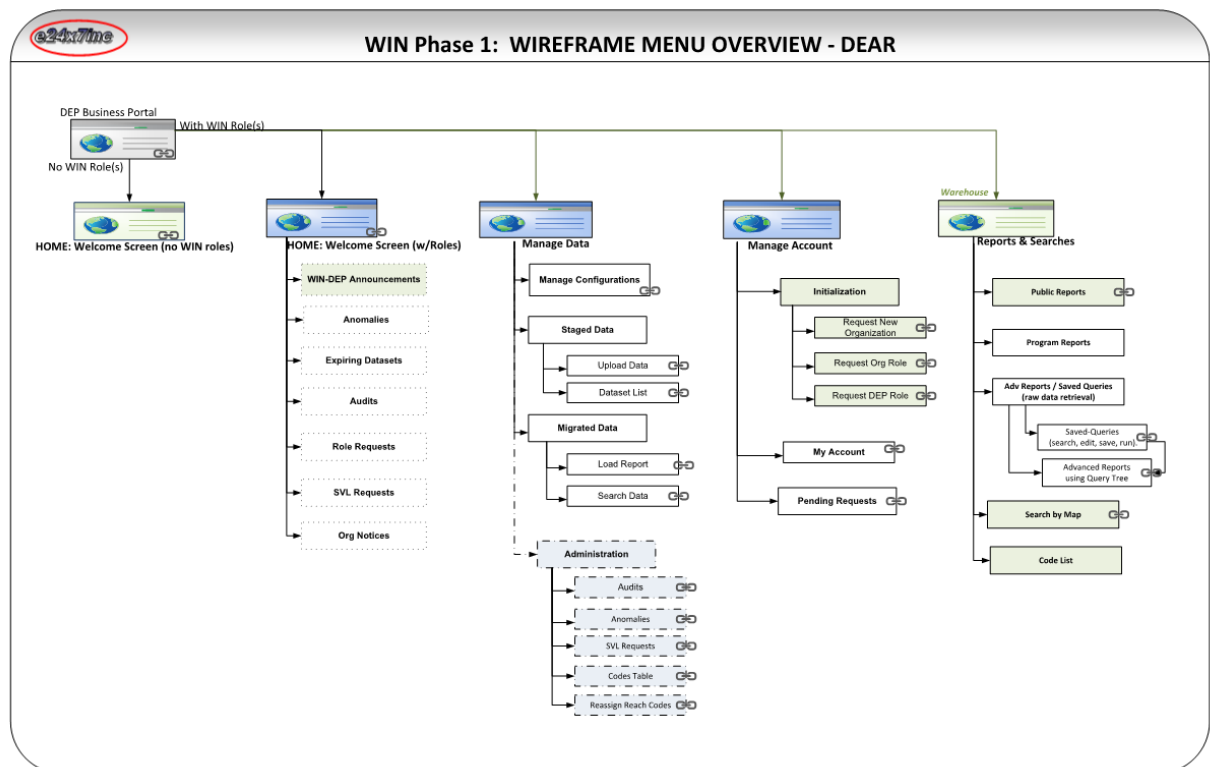 e24x7inc
WIN Phase 1:  WIREFRAME MENU OVERVIEW - DEAR
DEP Business Portal
With WIN Role(s)
No WIN Role(s)
HOME: Welcome Screen (no WIN roles)
HOME: Welcome Screen (w/Roles)
WIN-DEP Announcements
Anomalies
Expiring Datasets
Audits
Role Requests
SVL Requests
Org Notices
Manage Data
Manage Configurations
Staged Data
Upload Data
Dataset List
Migrated Data
Load Report
Search Data
Administration
Audits
Anomalies
SVL Requests
Codes Table
Reassign Reach Codes
Manage Account
Initialization
Request New
Organization
Request Org Role
Request DEP Role
My Account
Pending Requests
Warehouse
Reports & Searches
Public Reports
Program Reports
Adv Reports / Saved Queries
(raw data retrieval)
Saved-Queries
(search, edit, save, run).
Advanced Reports
using Query Tree
Search by Map
Code List